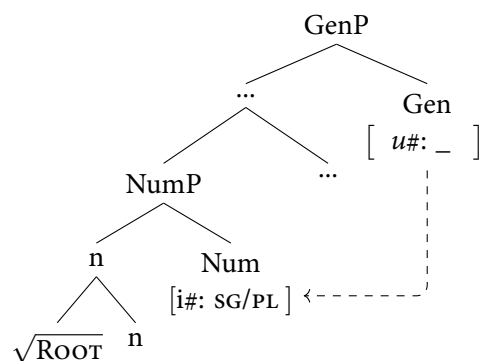 GenP
...
Gen
[ u#: _ ]
NumP
...
n
Num
[i#: SG/PL ]
√ROOT
n